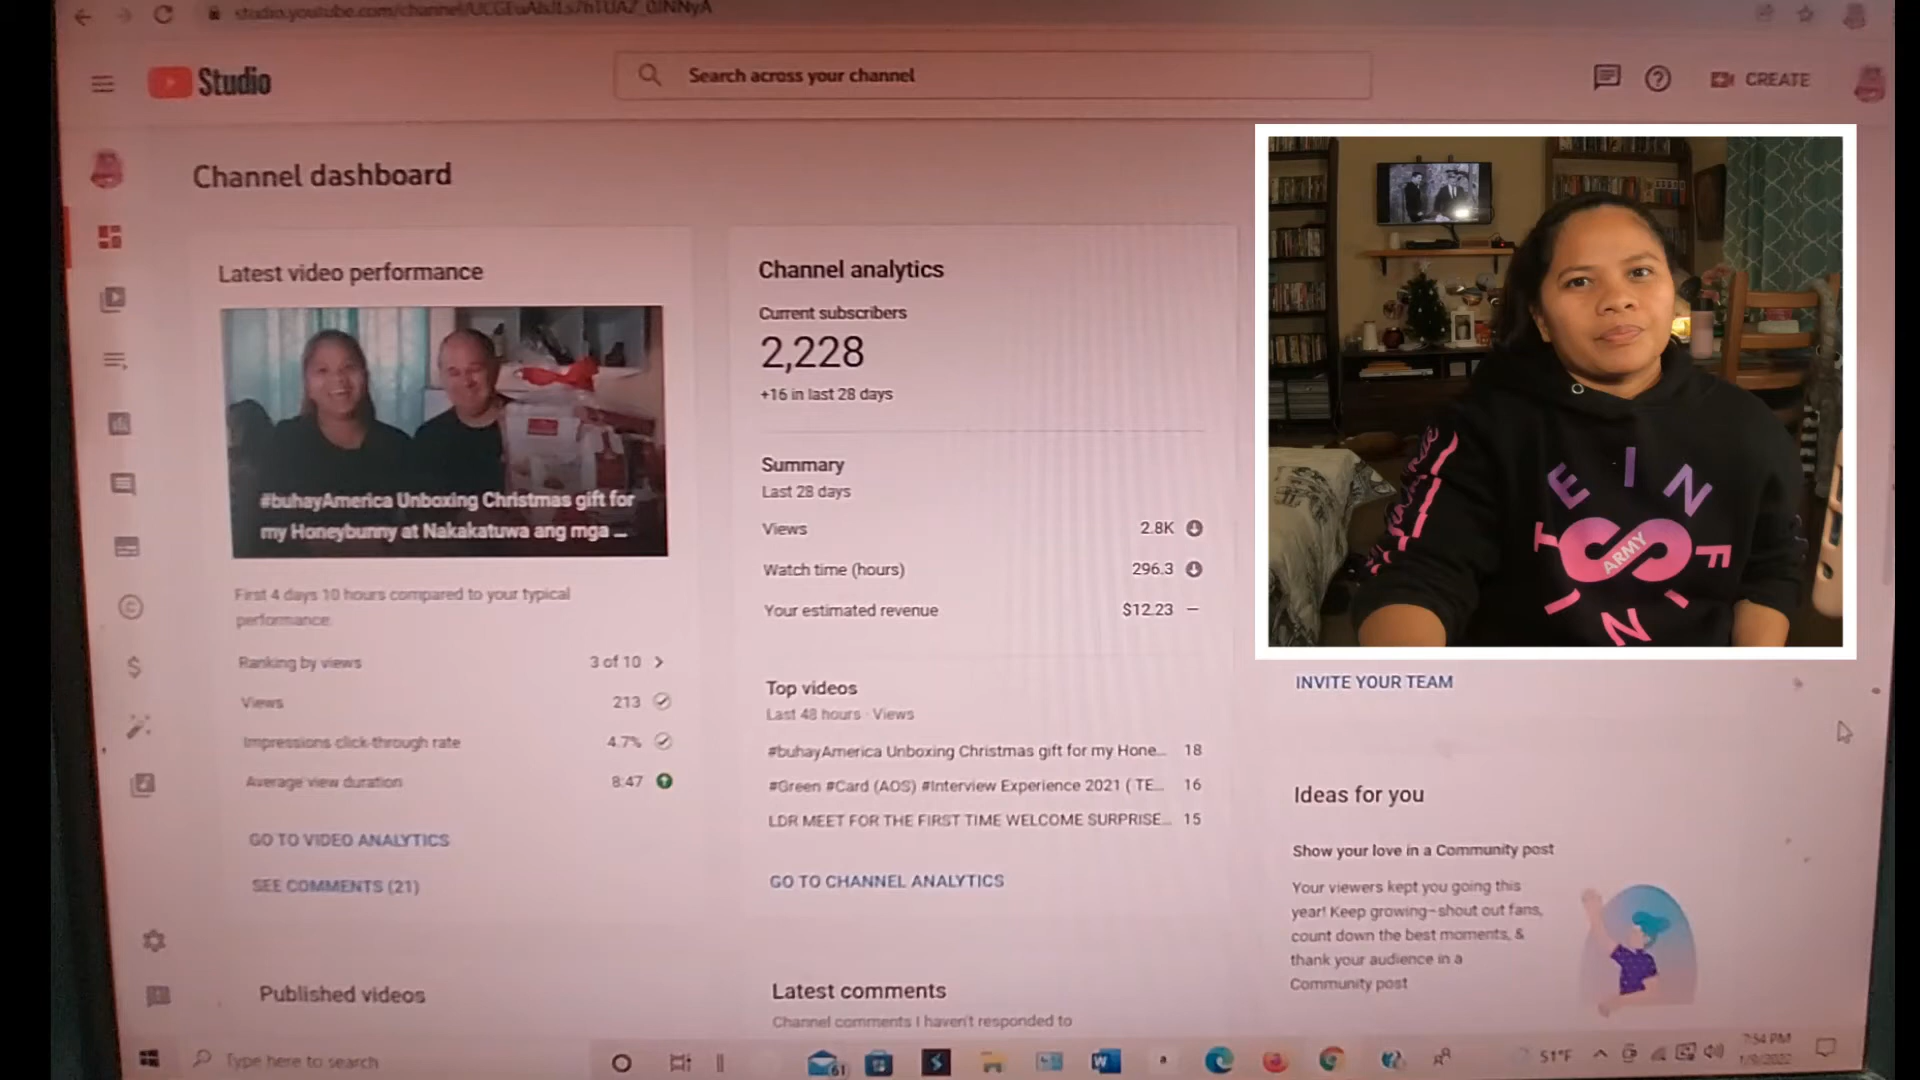 Studio
Search across your channel
CREATE
Channel dashboard
Latest video performance
#buhayAmerica Unboxing Christmas gift for
my Honeybunny at Nakakatuwa ang mga ...
First 4 days 10 hours compared to your typical
performance:
Ranking by views 3 of 10
Views 213
Impressions click-through rate 4.7%
Average view duration 8:47
GO TO VIDEO ANALYTICS
SEE COMMENTS (21)
Published videos
Channel analytics
Current subscribers
2,228
+16 in last 28 days
Summary
Last 28 days
Views 2.8K
Watch time (hours) 296.3
Your estimated revenue $12.23 —
Top videos
Last 48 hours · Views
#buhayAmerica Unboxing Christmas gift for my Hone... 18
#Green #Card (AOS) #Interview Experience 2021 ( TE... 16
LDR MEET FOR THE FIRST TIME WELCOME SURPRISE... 15
GO TO CHANNEL ANALYTICS
Latest comments
Channel comments I haven't responded to
INFINITE
ARMY
INVITE YOUR TEAM
Ideas for you
Show your love in a Community post
Your viewers kept you going this
year! Keep growing—shout out fans,
count down the best moments, &
thank your audience in a
Community post
Type here to search
61
51°F
7:54 PM
1/9/2022